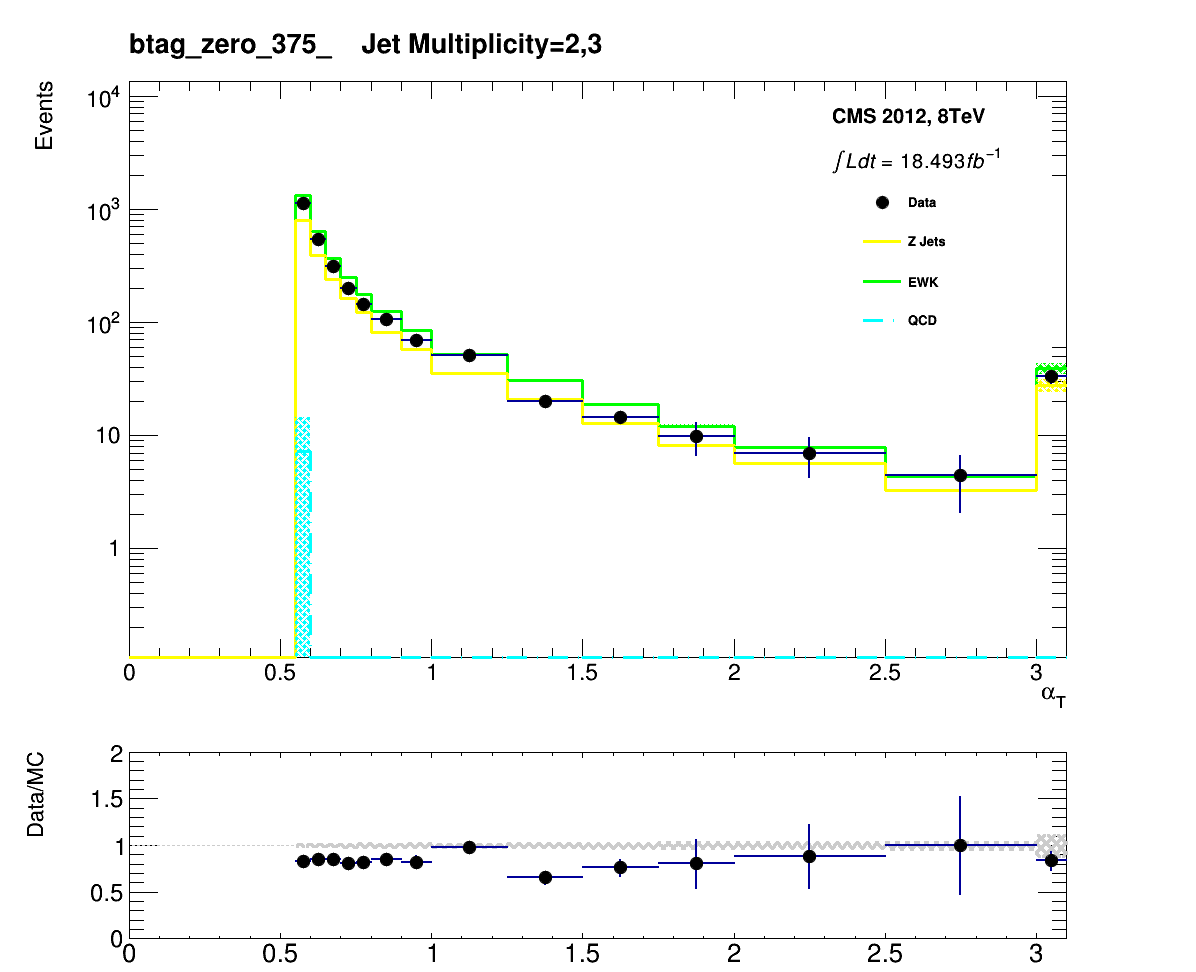 btag_zero_375_ Jet Multiplicity=2,3
Events
10⁴
10³
10²
10
1
CMS 2012, 8TeV
∫Ldt = 18.493fb⁻¹
Data
Z Jets
EWK
QCD
0 0.5 1 1.5 2 2.5 3
α_T
Data/MC
2
1.5
1
0.5
0
0 0.5 1 1.5 2 2.5 3